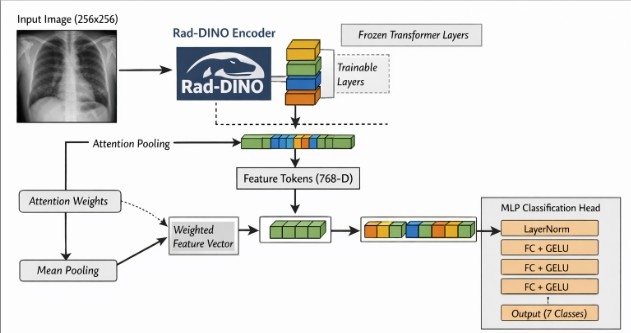 Input Image (256x256)
Rad-DINO Encoder
Frozen Transformer Layers
Rad-DINO
Trainable
Layers
Attention Pooling
Feature Tokens (768-D)
Attention Weights
Weighted
Feature Vector
Mean Pooling
MLP Classification Head
LayerNorm
FC + GELU
FC + GELU
FC + GELU
Output (7 Classes)